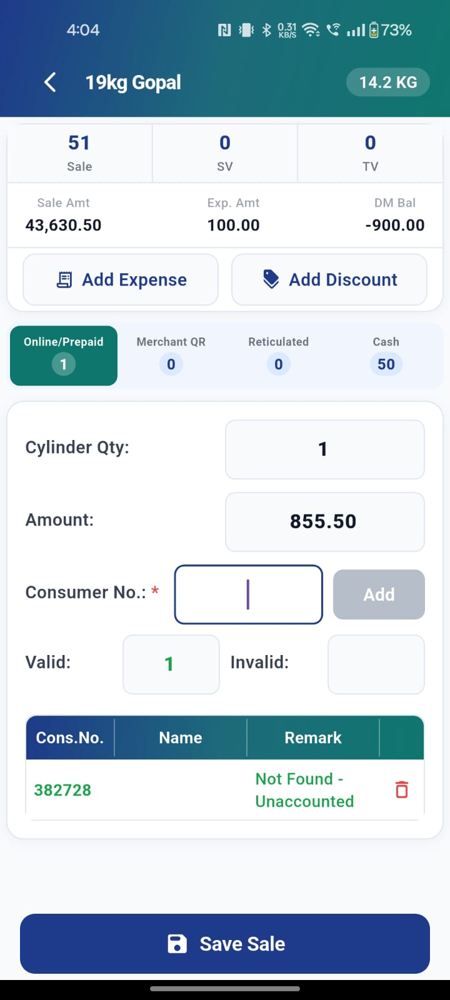 4:04 0.31 KB/S 73%
19kg Gopal 14.2 KG
51 0 0
Sale SV TV
Sale Amt Exp. Amt DM Bal
43,630.50 100.00 -900.00
Add Expense Add Discount
Online/Prepaid Merchant QR Reticulated Cash
1 0 0 50
Cylinder Qty: 1
Amount: 855.50
Consumer No.: * Add
Valid: 1 Invalid:
Cons.No. Name Remark
382728 Not Found -
Unaccounted
Save Sale